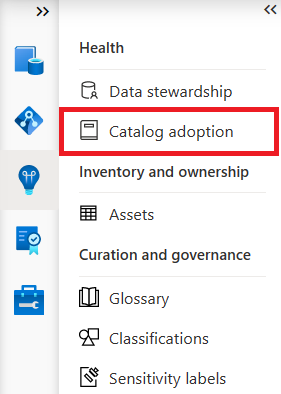 Health
Data stewardship
Catalog adoption
Inventory and ownership
Assets
Curation and governance
Glossary
Classifications
Sensitivity labels